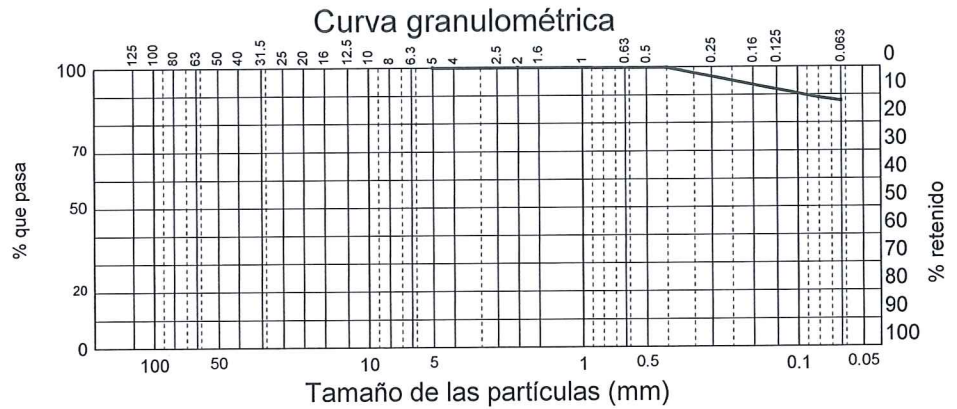 Curva granulométrica
125 100 80 63 50 40 31.5 25 20 16 12.5 10 8 6.3 5 4 2.5 2 1.6 1 0.63 0.5 0.25 0.16 0.125 0.063
100
70
50
20
0
% que pasa
0
10
20
30
40
50
60
70
80
90
100
% retenido
100 50 10 5 1 0.5 0.1 0.05
Tamaño de las partículas (mm)